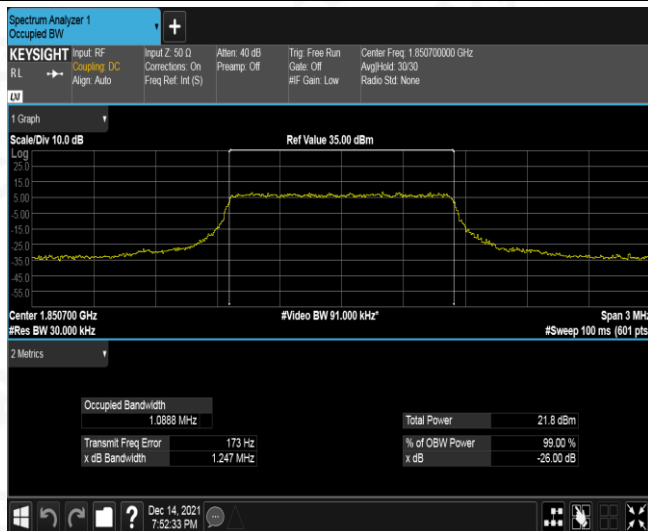 Spectrum Analyzer 1
Occupied BW
+
KEYSIGHT
RL
LXI
Input: RF
Coupling: DC
Align: Auto
Input Z: 50 Ω
Corrections: On
Freq Ref: Int (S)
Atten: 40 dB
Preamp: Off
Trig: Free Run
Gate: Off
#IF Gain: Low
Center Freq: 1.850700000 GHz
Avg|Hold: 30/30
Radio Std: None
1 Graph
Scale/Div 10.0 dB
Ref Value 35.00 dBm
Log
25.0
15.0
5.00
-5.00
-15.0
-25.0
-35.0
-45.0
-55.0
Center 1.850700 GHz
#Video BW 91.000 kHz*
Span 3 MHz
#Res BW 30.000 kHz
#Sweep 100 ms (601 pts
2 Metrics
Occupied Bandwidth
1.0888 MHz
Total Power 21.8 dBm
Transmit Freq Error 173 Hz
% of OBW Power 99.00 %
x dB Bandwidth 1.247 MHz
x dB -26.00 dB
?
Dec 14, 2021
7:52:33 PM